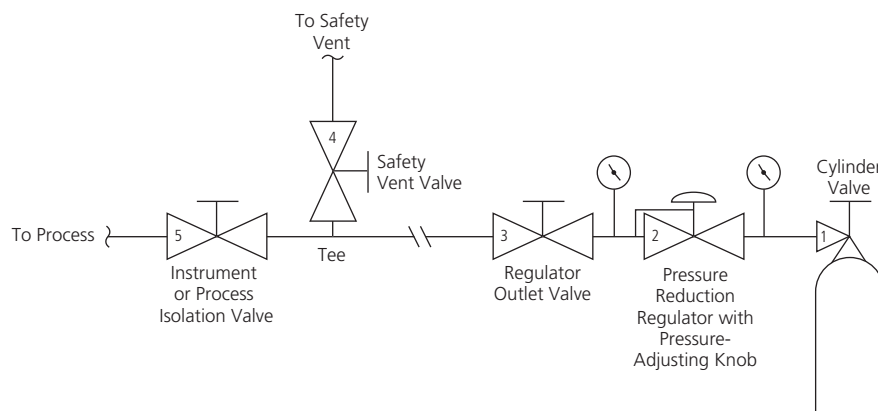 To Safety
Vent
4
Safety
Vent Valve
Cylinder
Valve
To Process
5
3
2
1
Tee
Instrument
or Process
Isolation Valve
Regulator
Outlet Valve
Pressure
Reduction
Regulator with
Pressure-
Adjusting Knob